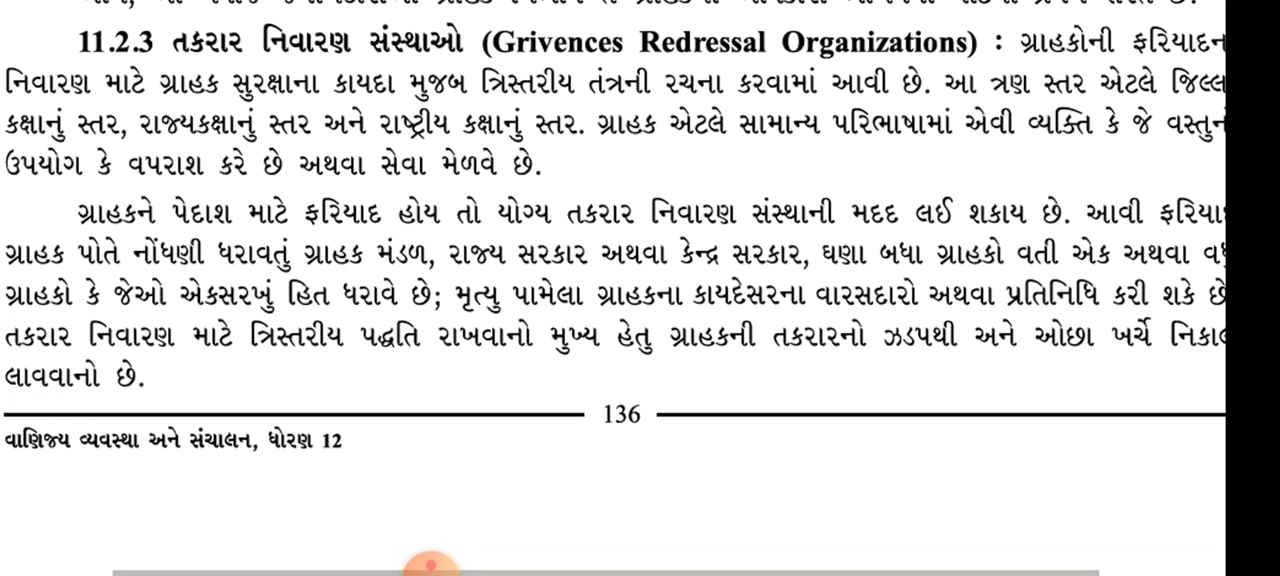 11.2.3 તકરાર નિવારણ સંસ્થાઓ (Grivences Redressal Organizations) : ગ્રાહકોની
નિવારણ માટે ગ્રાહક સુરક્ષાના કાયદા મુજબ ત્રિસ્તરીય તંત્રની રચના કરવામાં આવી છે. આ ત્રણ સ્તર એટલે
કક્ષાનું સ્તર, રાજ્યકક્ષાનું સ્તર અને રાષ્ટ્રીય કક્ષાનું સ્તર. ગ્રાહક એટલે સામાન્ય પરિભાષામાં એવી વ્યક્તિ કે જે
ઉપયોગ કે વપરાશ કરે છે અથવા સેવા મેળવે છે.
ગ્રાહકને પેદાશ માટે ફરિયાદ હોય તો યોગ્ય તકરાર નિવારણ સંસ્થાની મદદ લઈ શકાય છે. આવી
ગ્રાહક પોતે નોંધણી ધરાવતું ગ્રાહક મંડળ, રાજ્ય સરકાર અથવા કેન્દ્ર સરકાર, ઘણા બધા ગ્રાહકો વતી એક અથવા
ગ્રાહકો કે જેઓ એકસરખું હિત ધરાવે છે; મૃત્યુ પામેલા ગ્રાહકના કાયદેસરના વારસદારો અથવા પ્રતિનિધિ કરી શકે છે
તકરાર નિવારણ માટે ત્રિસ્તરીય પદ્ધતિ રાખવાનો મુખ્ય હેતુ ગ્રાહકની તકરારનો ઝડપથી અને ઓછા ખર્ચે
લાવવાનો છે.
136
વાણિજ્ય વ્યવસ્થા અને સંચાલન, ધોરણ 12